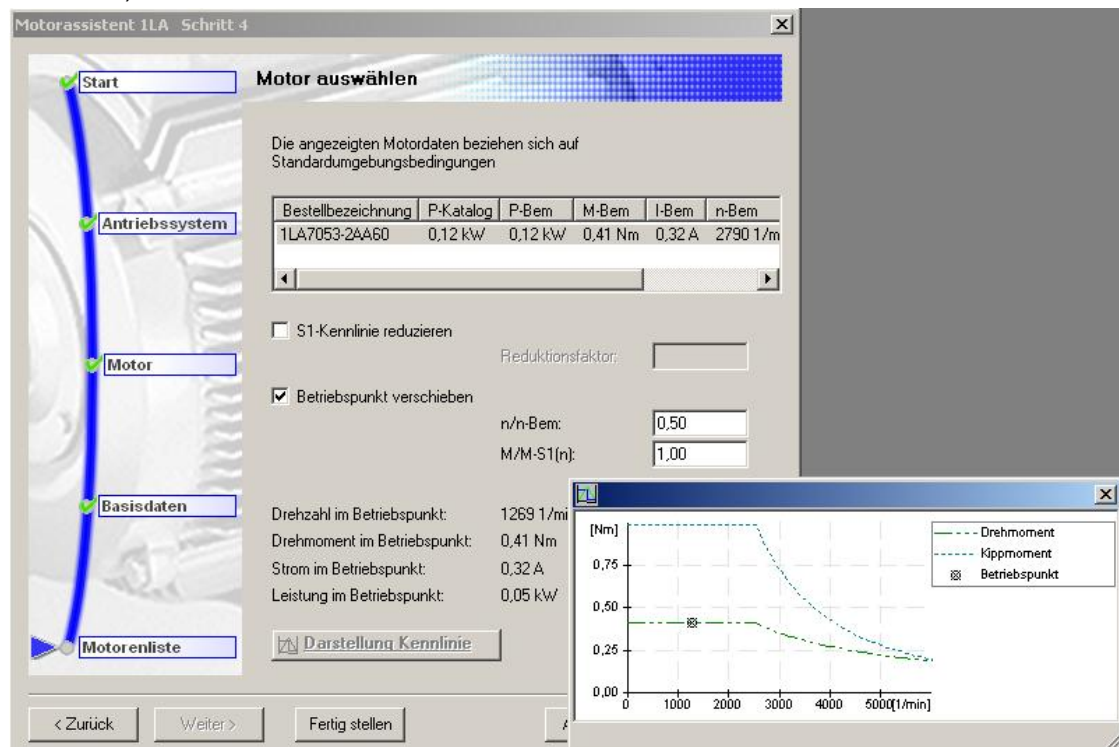 Motorassistent 1LA Schritt 4
Start
Antriebssystem
Motor
Basisdaten
Motorenliste
Motor auswählen
Die angezeigten Motordaten beziehen sich auf
Standardumgebungsbedingungen
Bestellbezeichnung P-Katalog P-Bem M-Bem I-Bem n-Bem
1LA7053-2AA60 0,12 kW 0,12 kW 0,41 Nm 0,32 A 2790 1/m
S1-Kennlinie reduzieren
Reduktionsfaktor:
Betriebspunkt verschieben
n/n-Bem: 0,50
M/M-S1(n): 1,00
Drehzahl im Betriebspunkt: 1269 1/mi
Drehmoment im Betriebspunkt: 0,41 Nm
Strom im Betriebspunkt: 0,32 A
Leistung im Betriebspunkt: 0,05 kW
Darstellung Kennlinie
< Zurück Weiter > Fertig stellen A
[Nm]
0,75
0,50
0,25
0,00
0 1000 2000 3000 4000 5000[1/min]
Drehmoment
Kippmoment
Betriebspunkt